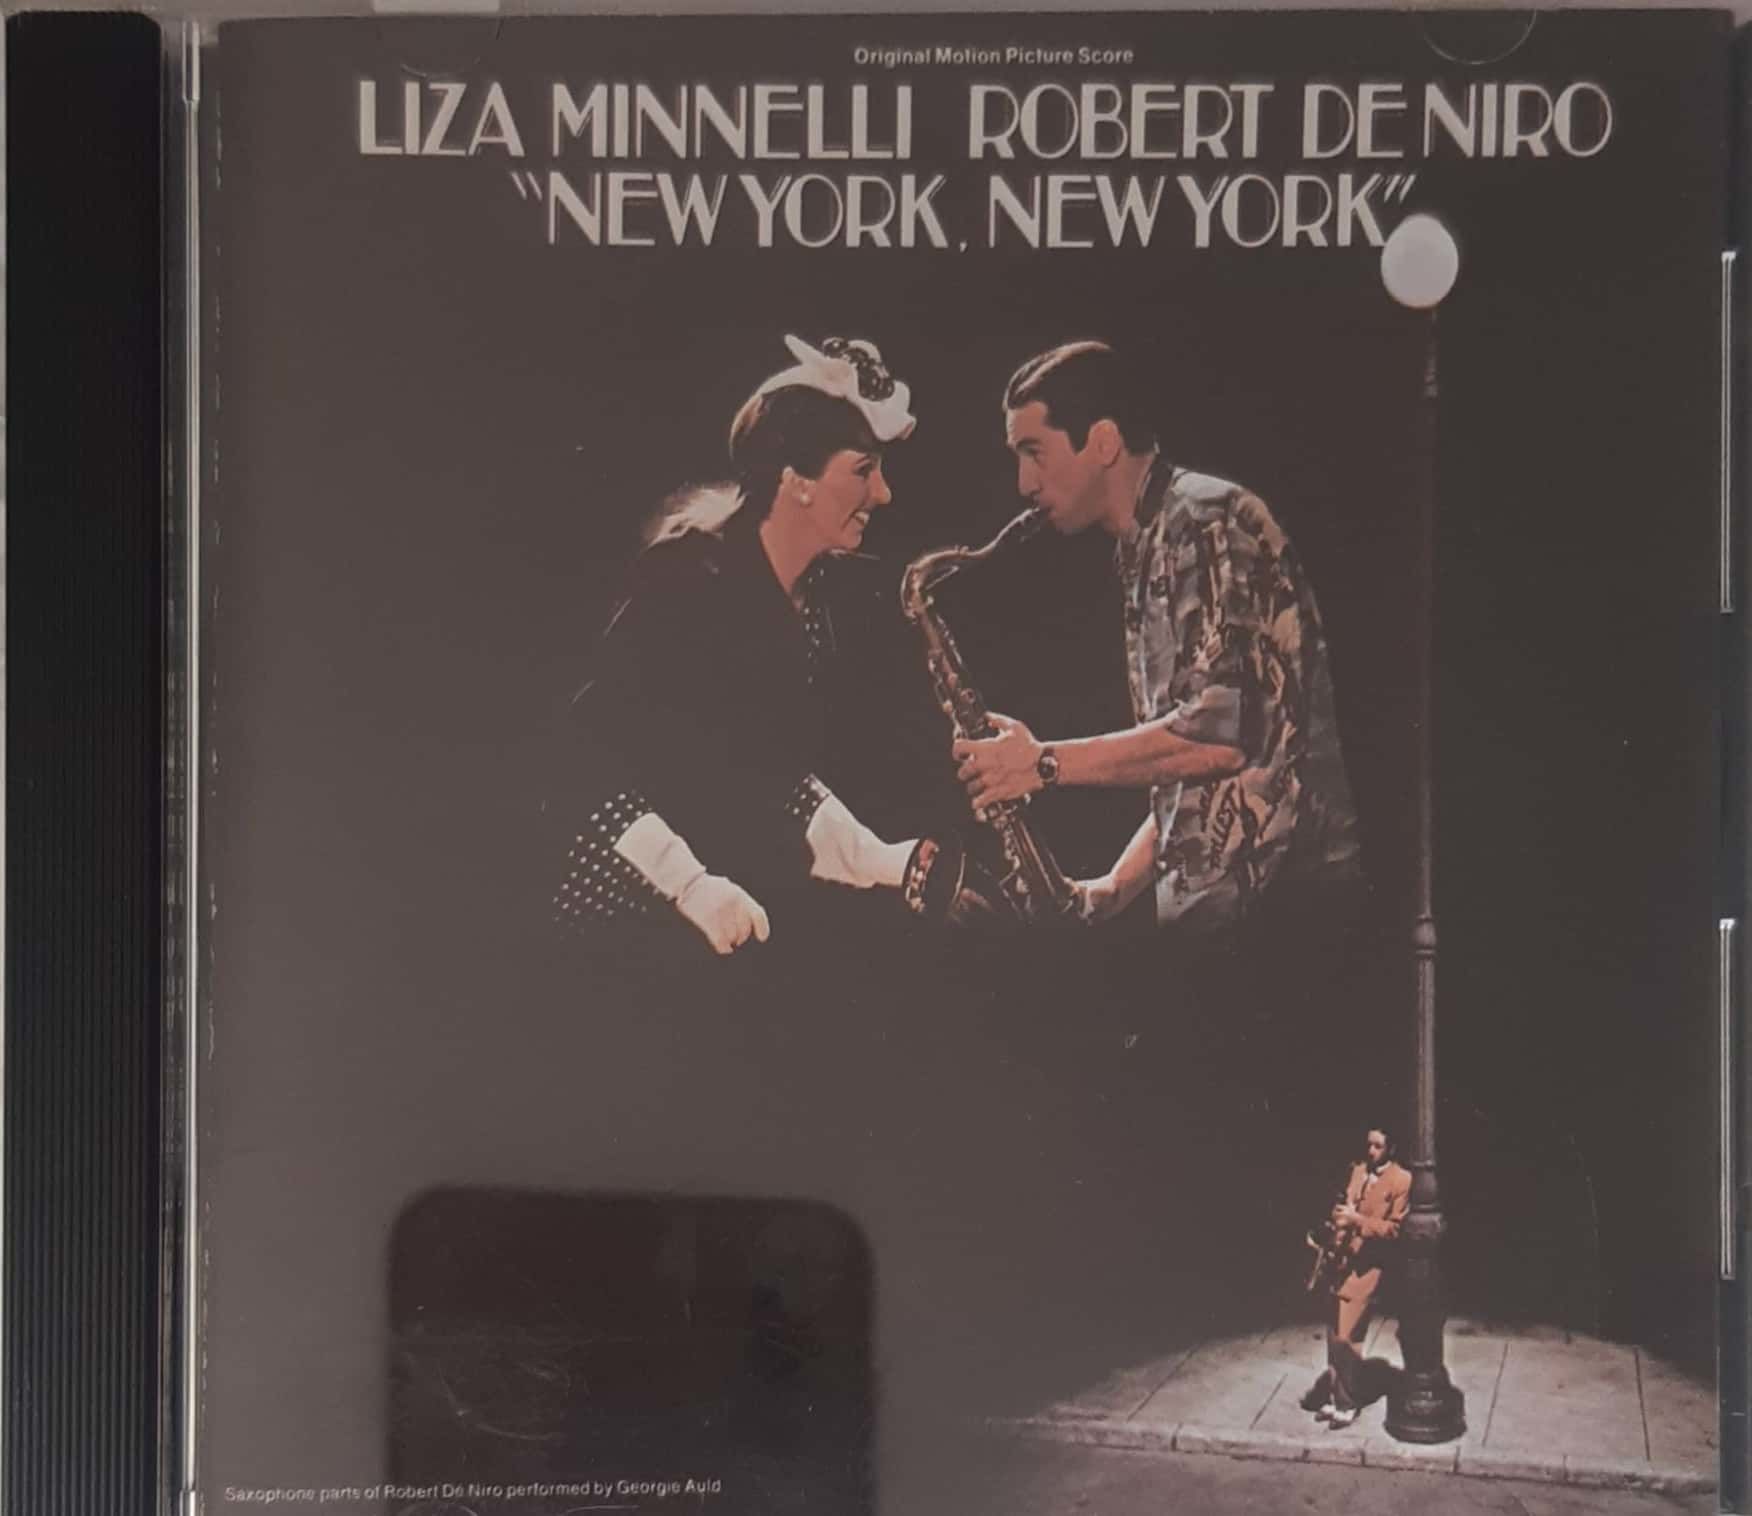 Original Motion Picture Score
LIZA MINNELLI ROBERT DE NIRO
"NEW YORK, NEW YORK"
Saxophone parts of Robert De Niro performed by Georgie Auld